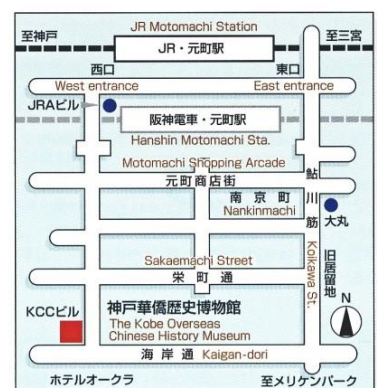 JR Motomachi Station
至神戸
至三宮
JR・元町駅
西口
東口
West entrance
East entrance
JRAビル
阪神電車・元町駅
Hanshin Motomachi Sta.
Motomachi Shopping Arcade
元町商店街
鮎川筋
南京町
Nankinmachi
大丸
Koikawa St.
旧居留地
Sakaemachi Street
栄町通
N
KCCビル
神戸華僑歴史博物館
The Kobe Overseas
Chinese History Museum
海岸通 Kaigan-dori
ホテルオークラ
至メリケンパーク